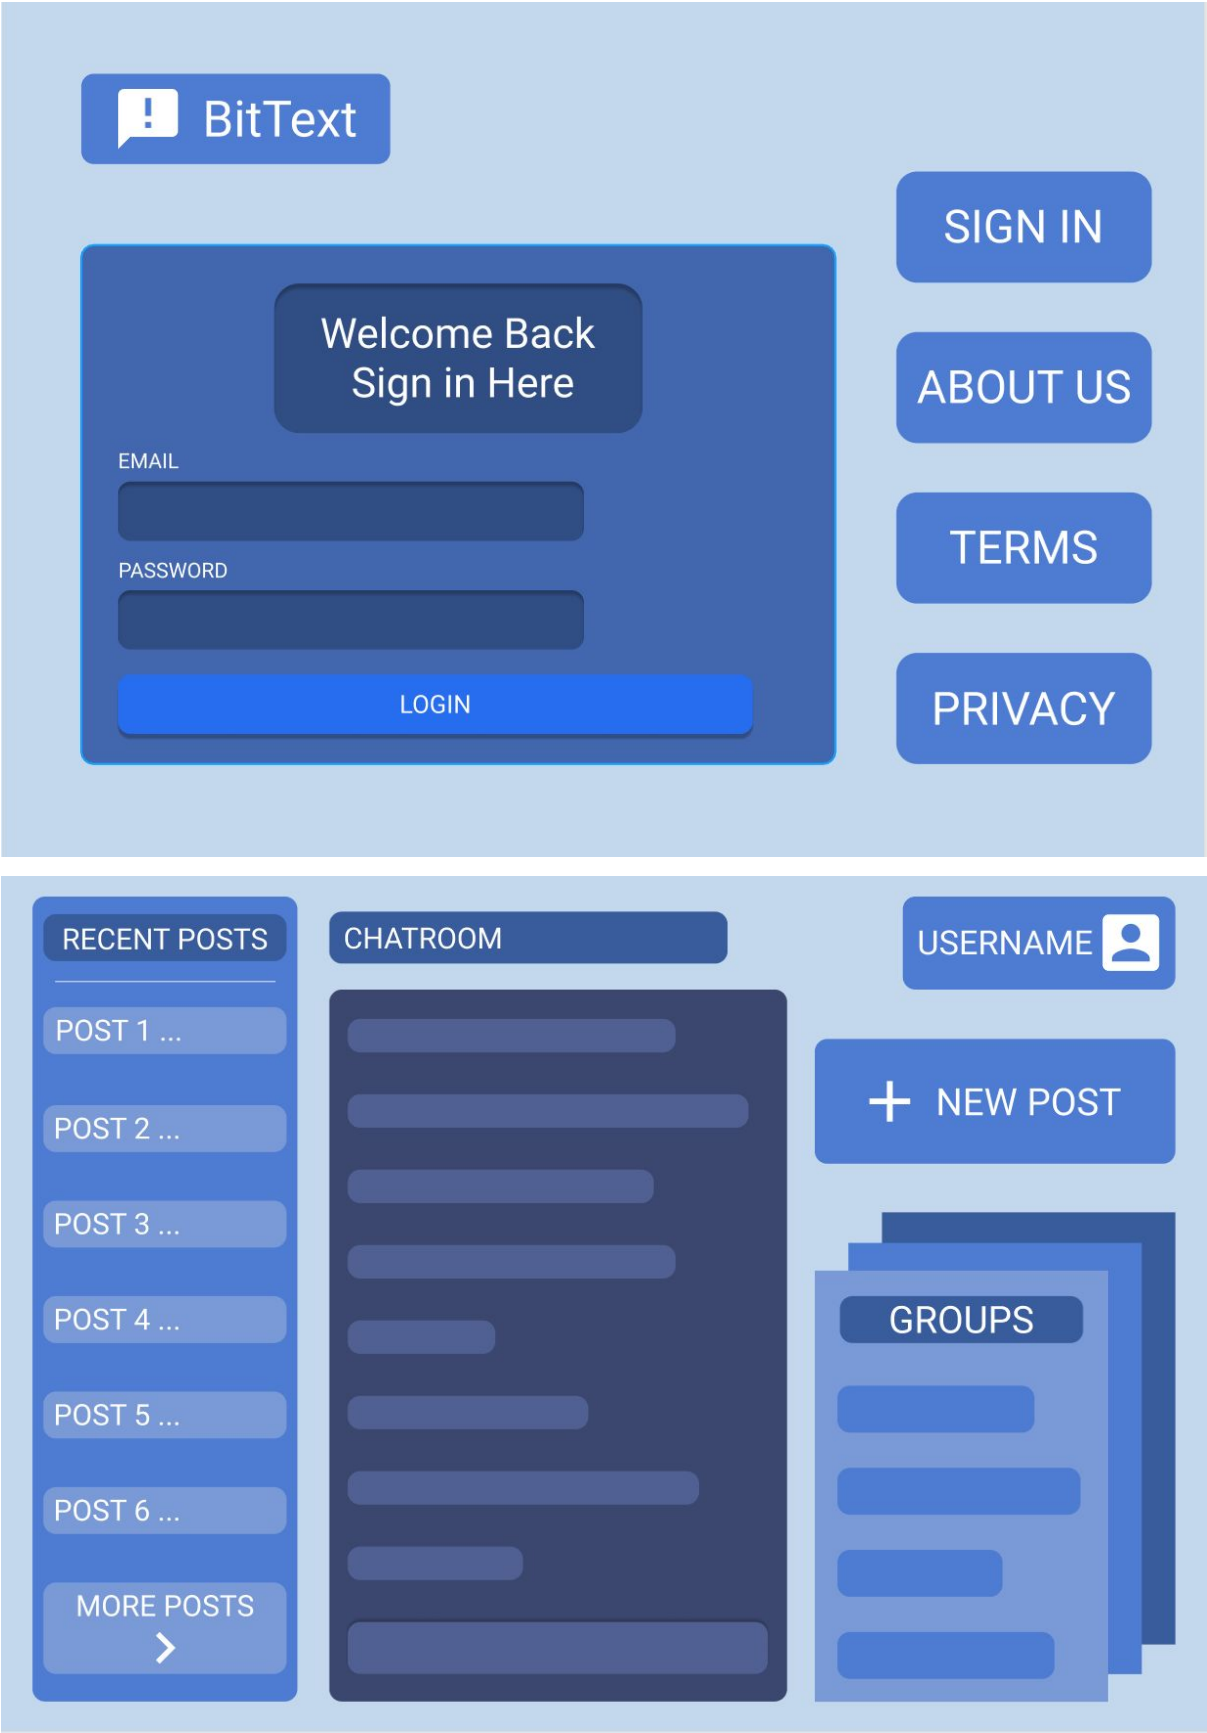 BitText
SIGN IN
Welcome Back
Sign in Here
ABOUT US
EMAIL
PASSWORD
TERMS
LOGIN
PRIVACY
RECENT POSTS
POST 1 ...
POST 2 ...
POST 3 ...
POST 4 ...
POST 5 ...
POST 6 ...
MORE POSTS
CHATROOM
USERNAME
NEW POST
GROUPS